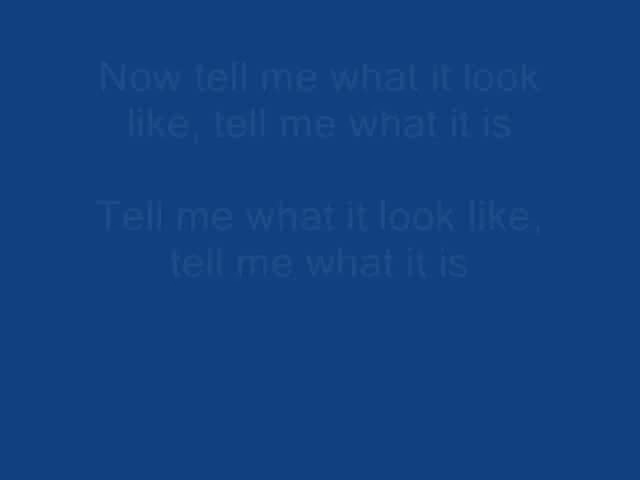 Now tell me what it look
like, tell me what it is
Tell me what it look like,
tell me what it is